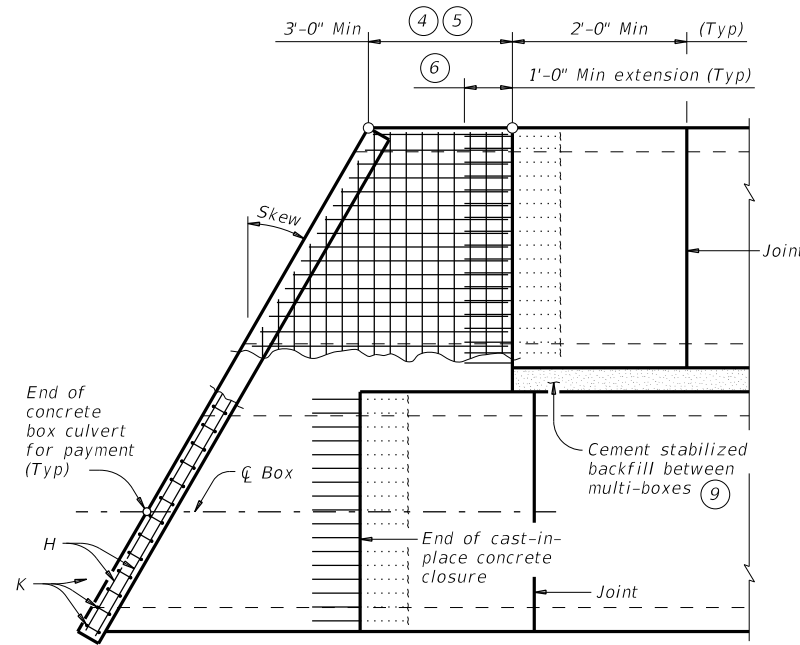 3'-0" Min
4 5
2'-0" Min
(Typ)
6
1'-0" Min extension (Typ)
Skew
Joint
End of
concrete
box culvert
for payment
(Typ)
℄ Box
Cement stabilized
backfill between
multi-boxes 9
H
K
End of cast-in-
place concrete
closure
Joint